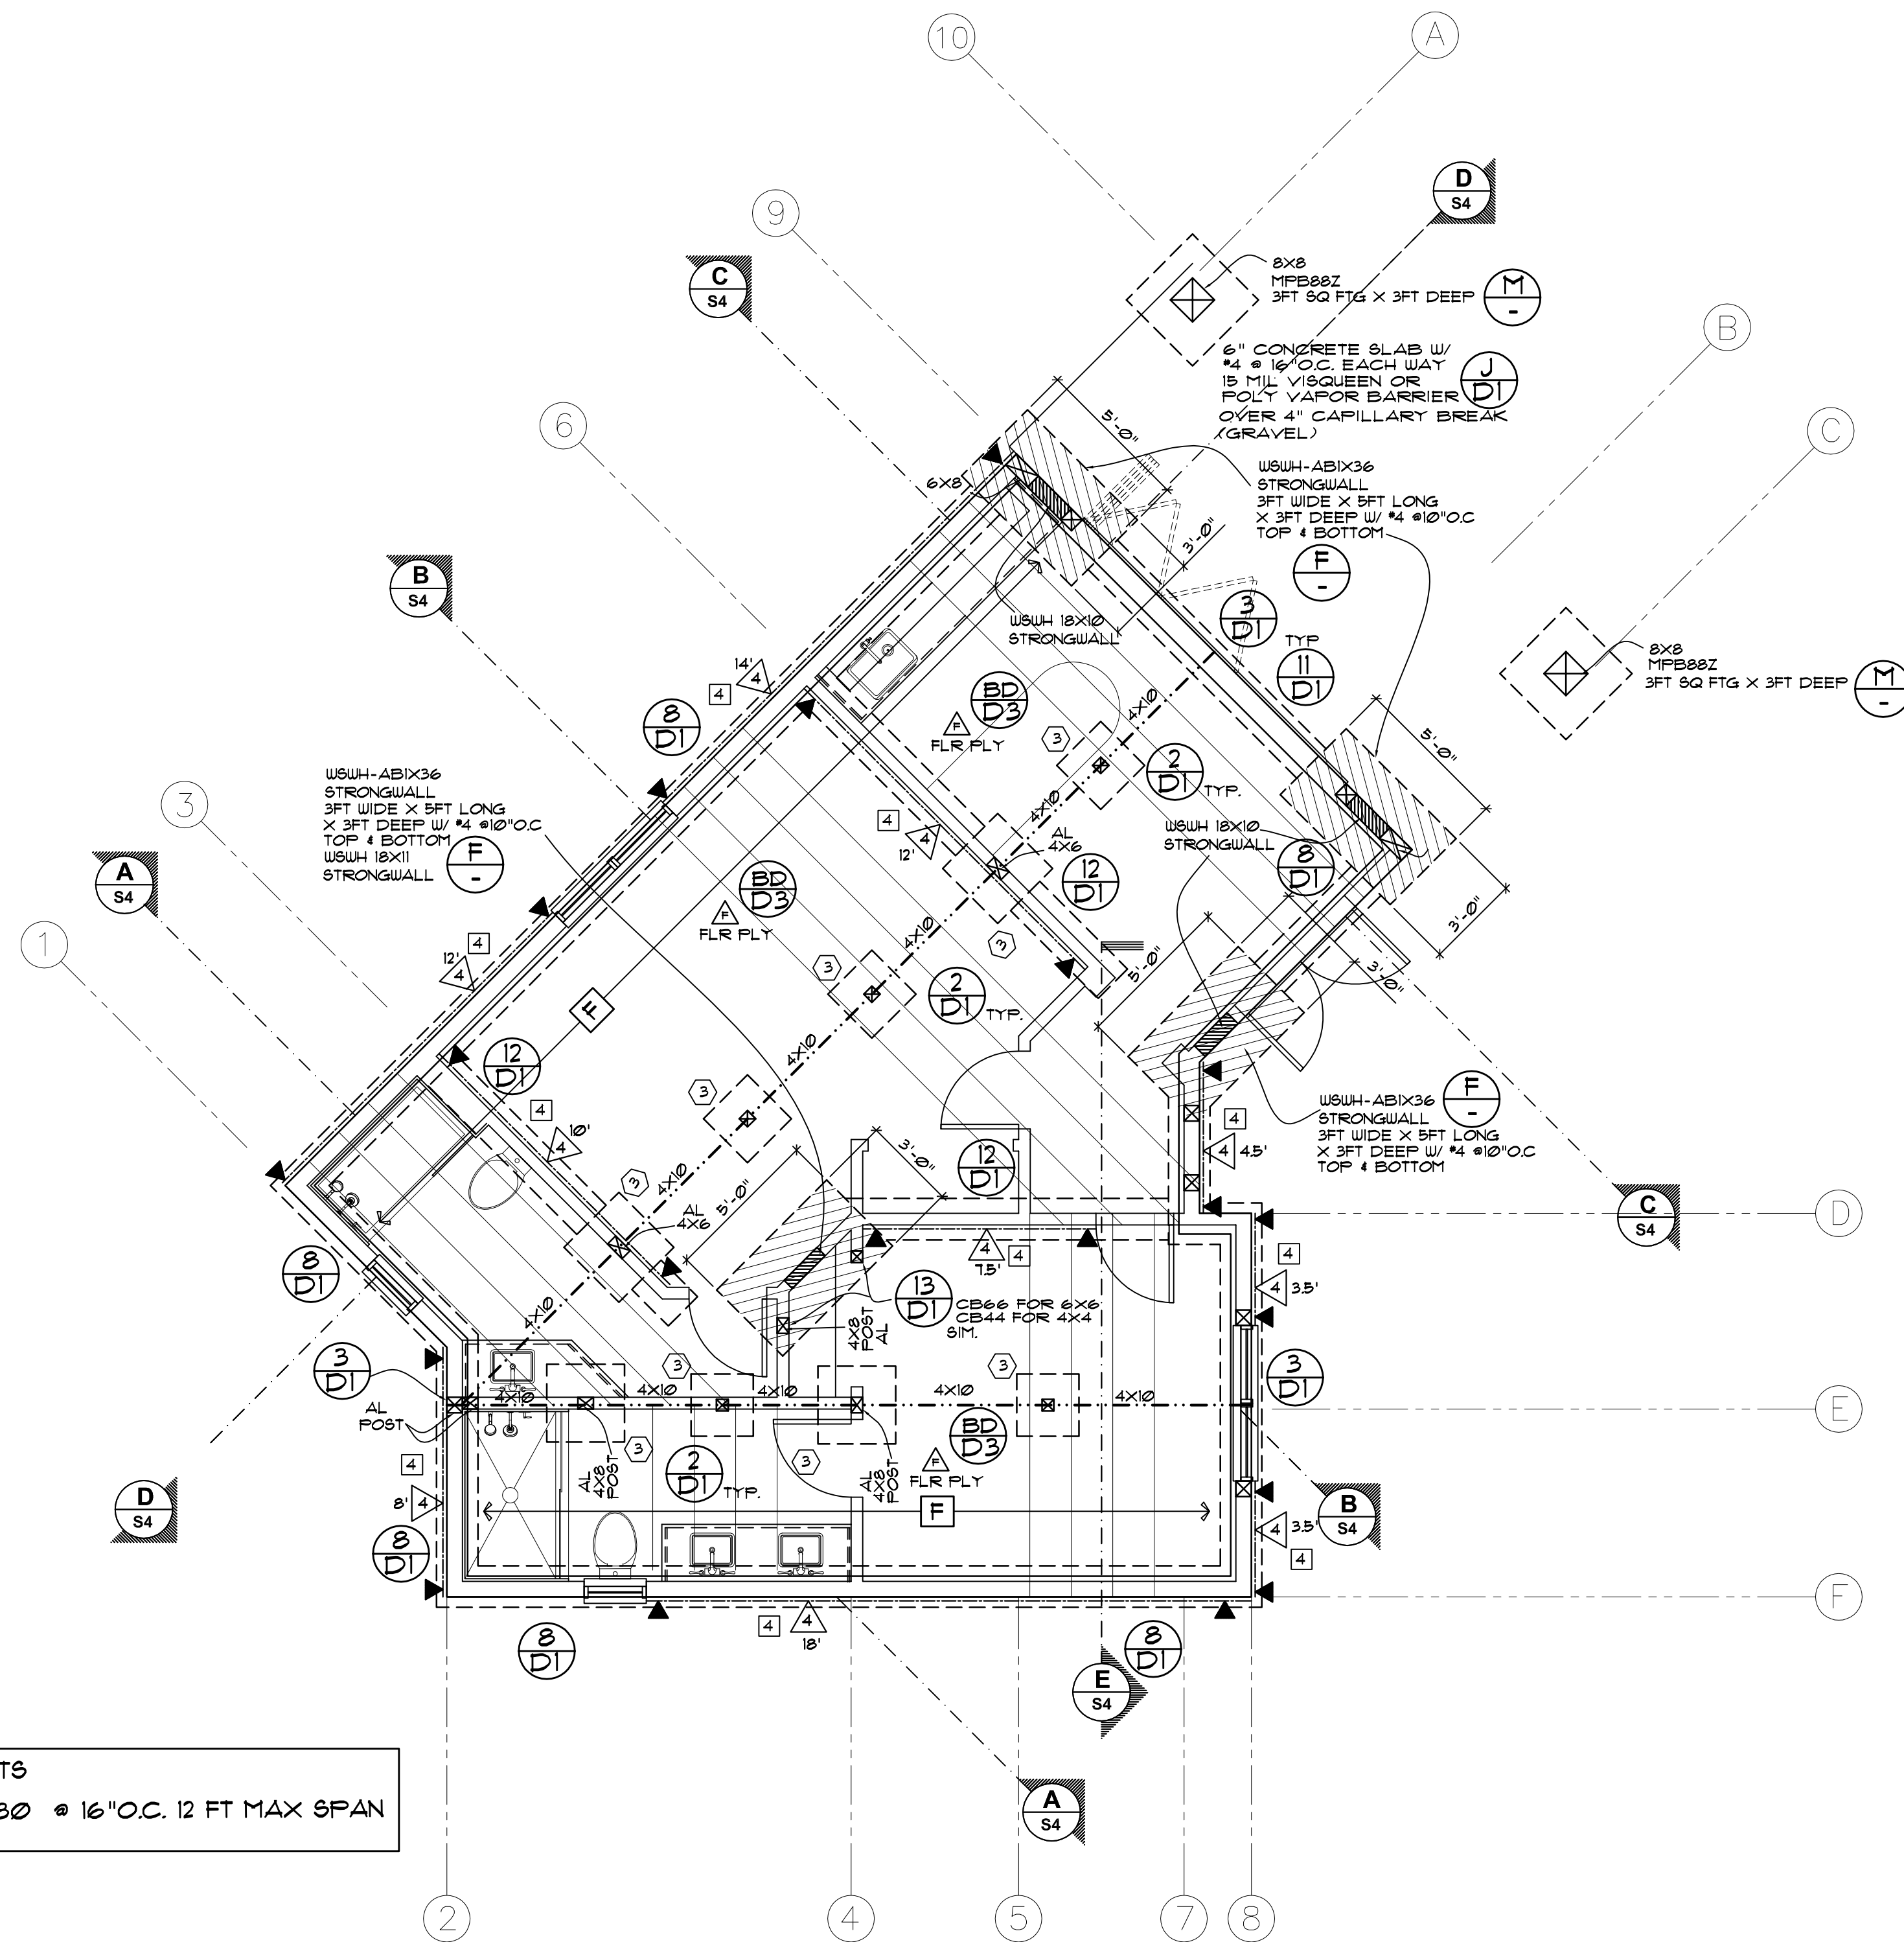 10
A
D
S4
9
C
S4
8X8
MPB88Z
3FT SQ FTG X 3FT DEEP
M
-
B
6" CONCRETE SLAB W/
#4 @ 16"O.C. EACH WAY
15 MIL VISQUEEN OR
POLY VAPOR BARRIER
OVER 4" CAPILLARY BREAK
(GRAVEL)
J
D1
5'-0"
C
6
WSWH-AB1X36
STRONGWALL
3FT WIDE X 5FT LONG
X 3FT DEEP W/ #4 @10"O.C
TOP & BOTTOM
F
-
6X8
3'-0"
B
S4
3
D1
TYP
11
D1
WSWH 18X10
STRONGWALL
8X8
MPB88Z
3FT SQ FTG X 3FT DEEP
M
-
14'
4
4
8
D1
BD
D3
F
FLR PLY
4X10
3
2
D1
TYP.
5'-0"
WSWH-AB1X36
STRONGWALL
3FT WIDE X 5FT LONG
X 3FT DEEP W/ #4 @10"O.C
TOP & BOTTOM
WSWH 18X11
STRONGWALL
F
-
3
4X10
4
4
12'
AL
4X6
WSWH 18X10
STRONGWALL
8
D1
12
D1
A
S4
BD
D3
F
FLR PLY
3'-0"
1
12'
4
4
4X10
3
3
5'-0"
3'-0"
2
D1
TYP.
F
4X10
12
D1
3
4
4
10'
WSWH-AB1X36
STRONGWALL
3FT WIDE X 5FT LONG
X 3FT DEEP W/ #4 @10"O.C
TOP & BOTTOM
F
-
4
4
4.5'
12
D1
3'-0"
5'-0"
3
4X10
AL
4X6
C
S4
D
4
4
7.5'
8
D1
4
4
3.5'
13
D1
CB66 FOR 6X6
CB44 FOR 4X4
SIM.
4X10
4X8
POST
AL
3
D1
3
3
3
D1
4X10
4X10
4X10
4X10
4X10
AL
POST
E
3
BD
D3
F
FLR PLY
4
4
8'
AL
4X8
POST
2
D1
TYP.
3
AL
4X8
POST
F
D
S4
B
S4
4
3.5'
4
8
D1
F
4
4
18'
8
D1
8
D1
E
S4
TS
30 @ 16"O.C. 12 FT MAX SPAN
A
S4
2
4
5
7
8